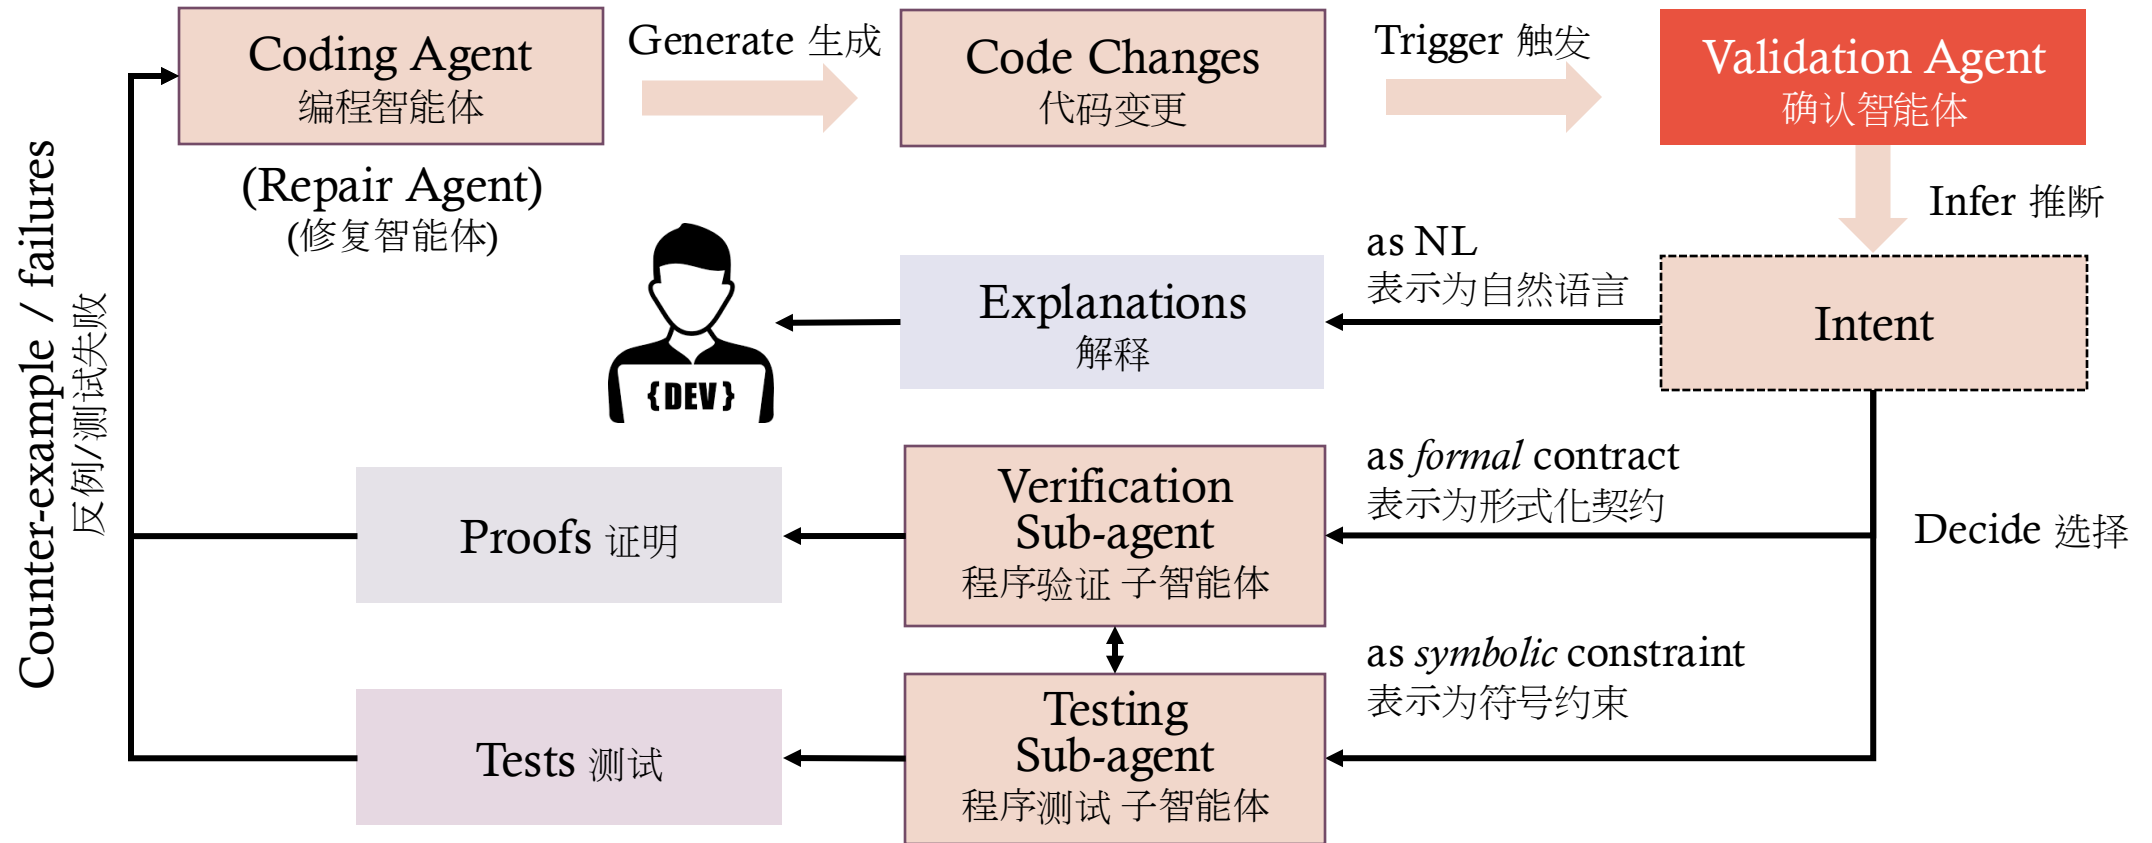 Coding Agent
编程智能体
Generate 生成
Code Changes
代码变更
Trigger 触发
Validation Agent
确认智能体
(Repair Agent)
(修复智能体)
Infer 推断
Intent
as NL
表示为自然语言
Explanations
解释
{DEV}
as formal contract
表示为形式化契约
Decide 选择
Verification
Sub-agent
程序验证 子智能体
Proofs 证明
as symbolic constraint
表示为符号约束
Testing
Sub-agent
程序测试 子智能体
Tests 测试
Counter-example / failures
反例/测试失败